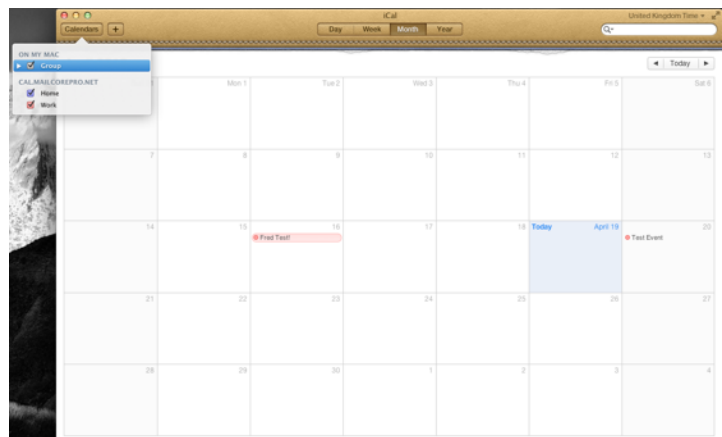 iCal
United Kingdom Time
Calendars +
Day Week Month Year
ON MY MAC
Group
CAL.MAILCOREPRO.NET
Home
Work
Today
Mon 1 Tue 2 Wed 3 Thu 4 Fri 5 Sat 6
7 8 9 10 11 12 13
14 15 16 17 18 Today April 19 20
Fred Test!
Test Event
21 22 23 24 25 26 27
28 29 30 1 2 3 4